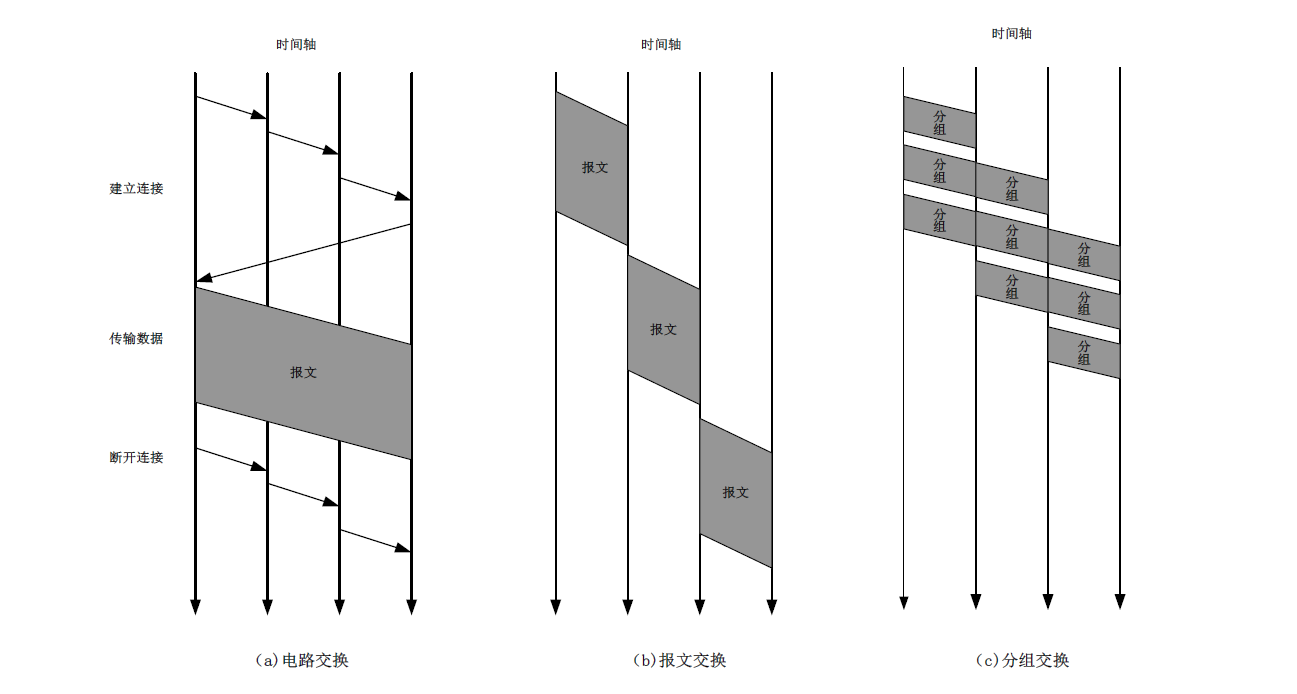 时间轴
建立连接
传输数据
报文
断开连接
(a)电路交换
时间轴
报文
报文
报文
(b)报文交换
时间轴
分组
分组
分组
分组
分组
分组
分组
分组
分组
(c)分组交换